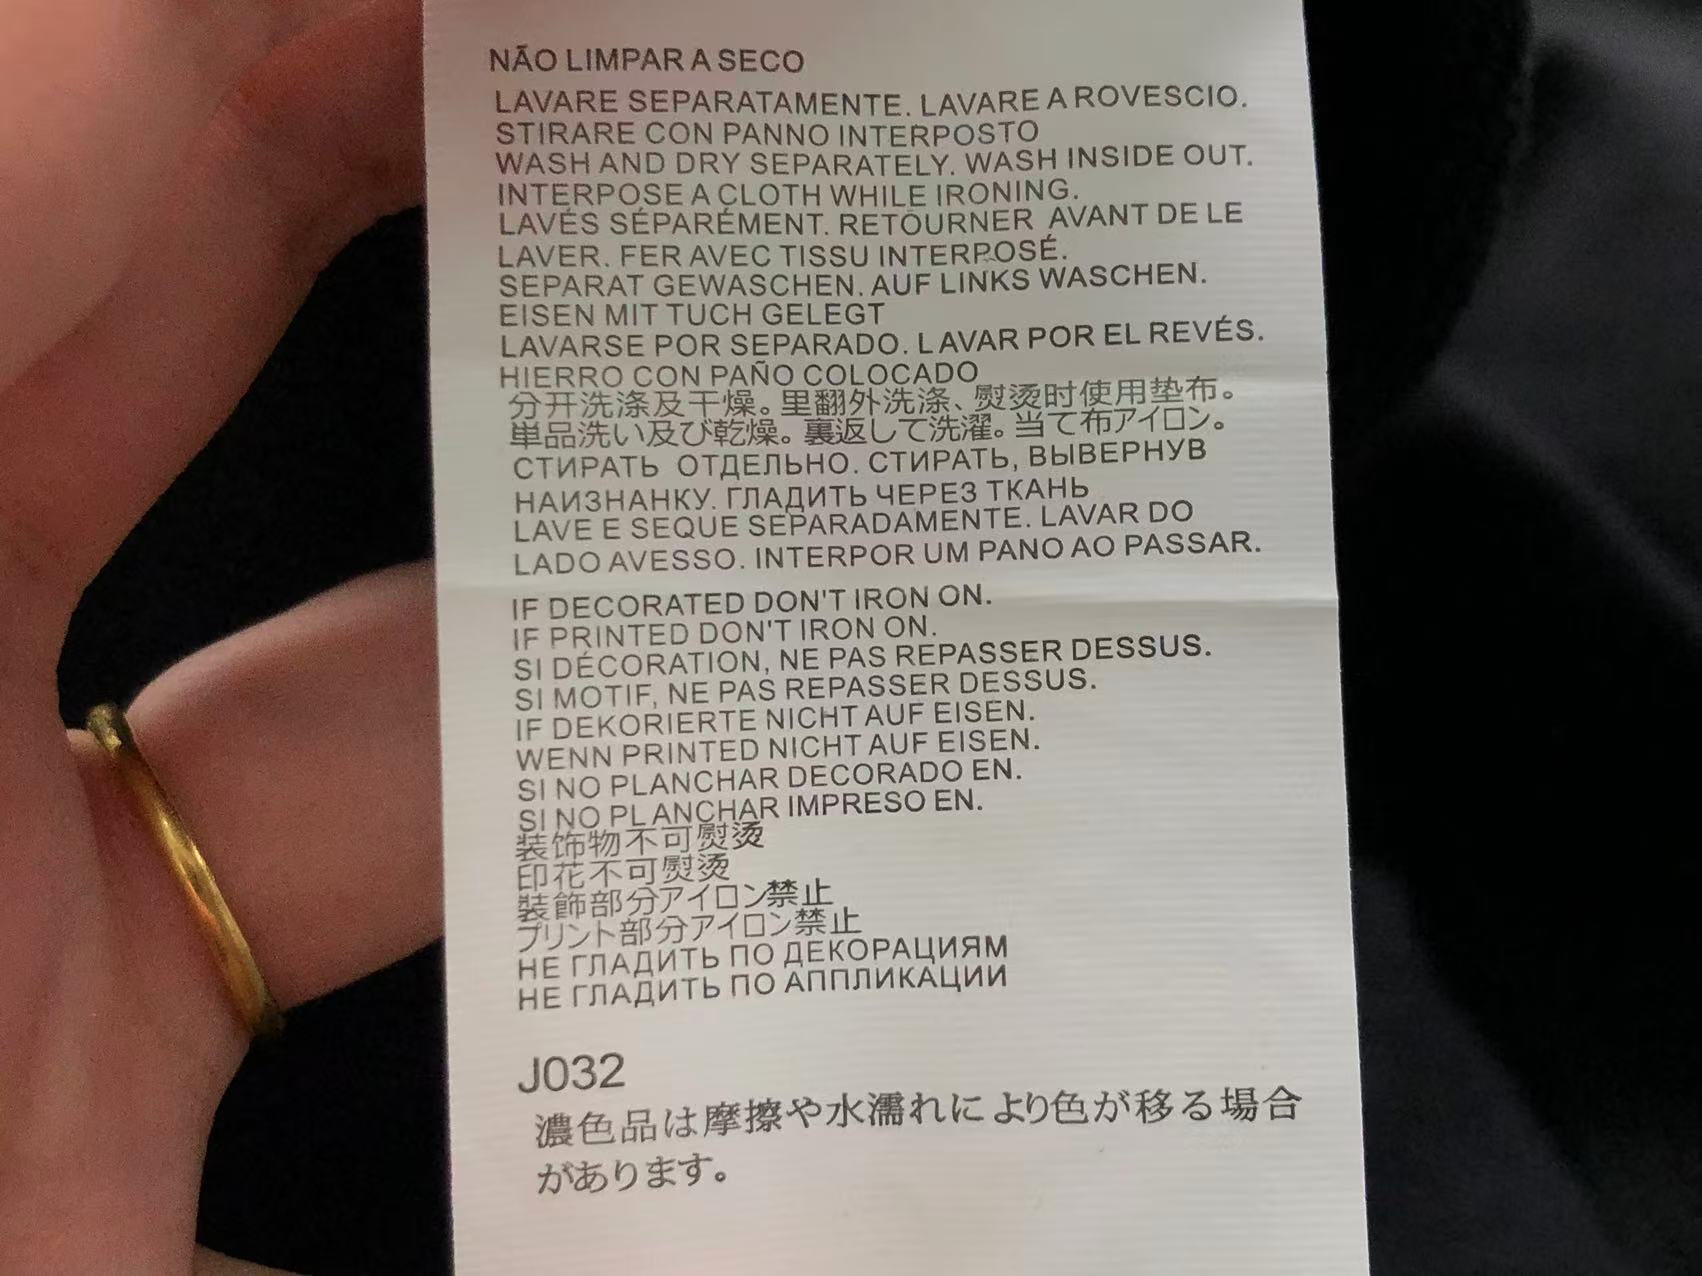 NÃO LIMPAR A SECO
LAVARE SEPARATAMENTE. LAVARE A ROVESCIO.
STIRARE CON PANNO INTERPOSTO
WASH AND DRY SEPARATELY. WASH INSIDE OUT.
INTERPOSE A CLOTH WHILE IRONING.
LAVÉS SÉPARÉMENT. RETOURNER AVANT DE LE
LAVER. FER AVEC TISSU INTERPOSÉ.
SEPARAT GEWASCHEN. AUF LINKS WASCHEN.
EISEN MIT TUCH GELEGT
LAVARSE POR SEPARADO. LAVAR POR EL REVÉS.
HIERRO CON PAÑO COLOCADO
分开洗涤及干燥。里翻外洗涤、熨烫时使用垫布。
単品洗い及び乾燥。裏返して洗濯。当て布アイロン。
СТИРАТЬ ОТДЕЛЬНО. СТИРАТЬ, ВЫВЕРНУВ
НАИЗНАНКУ. ГЛАДИТЬ ЧЕРЕЗ ТКАНЬ
LAVE E SEQUE SEPARADAMENTE. LAVAR DO
LADO AVESSO. INTERPOR UM PANO AO PASSAR.
IF DECORATED DON'T IRON ON.
IF PRINTED DON'T IRON ON.
SI DÉCORATION, NE PAS REPASSER DESSUS.
SI MOTIF, NE PAS REPASSER DESSUS.
IF DEKORIERTE NICHT AUF EISEN.
WENN PRINTED NICHT AUF EISEN.
SI NO PLANCHAR DECORADO EN.
SI NO PLANCHAR IMPRESO EN.
装饰物不可熨烫
印花不可熨烫
装飾部分アイロン禁止
プリント部分アイロン禁止
НЕ ГЛАДИТЬ ПО ДЕКОРАЦИЯМ
НЕ ГЛАДИТЬ ПО АППЛИКАЦИИ
J032
濃色品は摩擦や水濡れにより色が移る場合
があります。